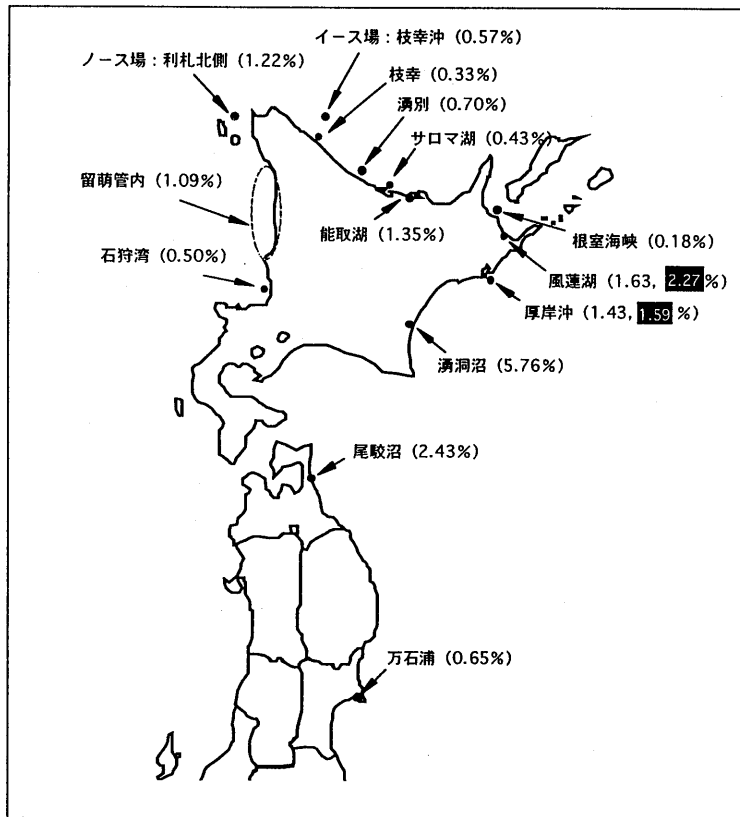 イース場：枝幸沖（0.57%）
ノース場：利札北側（1.22%）
枝幸（0.33%）
湧別（0.70%）
サロマ湖（0.43%）
留萌管内（1.09%）
能取湖（1.35%）
根室海峡（0.18%）
石狩湾（0.50%）
風蓮湖（1.63, 2.27%）
厚岸沖（1.43, 1.59%）
湧洞沼（5.76%）
尾駮沼（2.43%）
万石浦（0.65%）